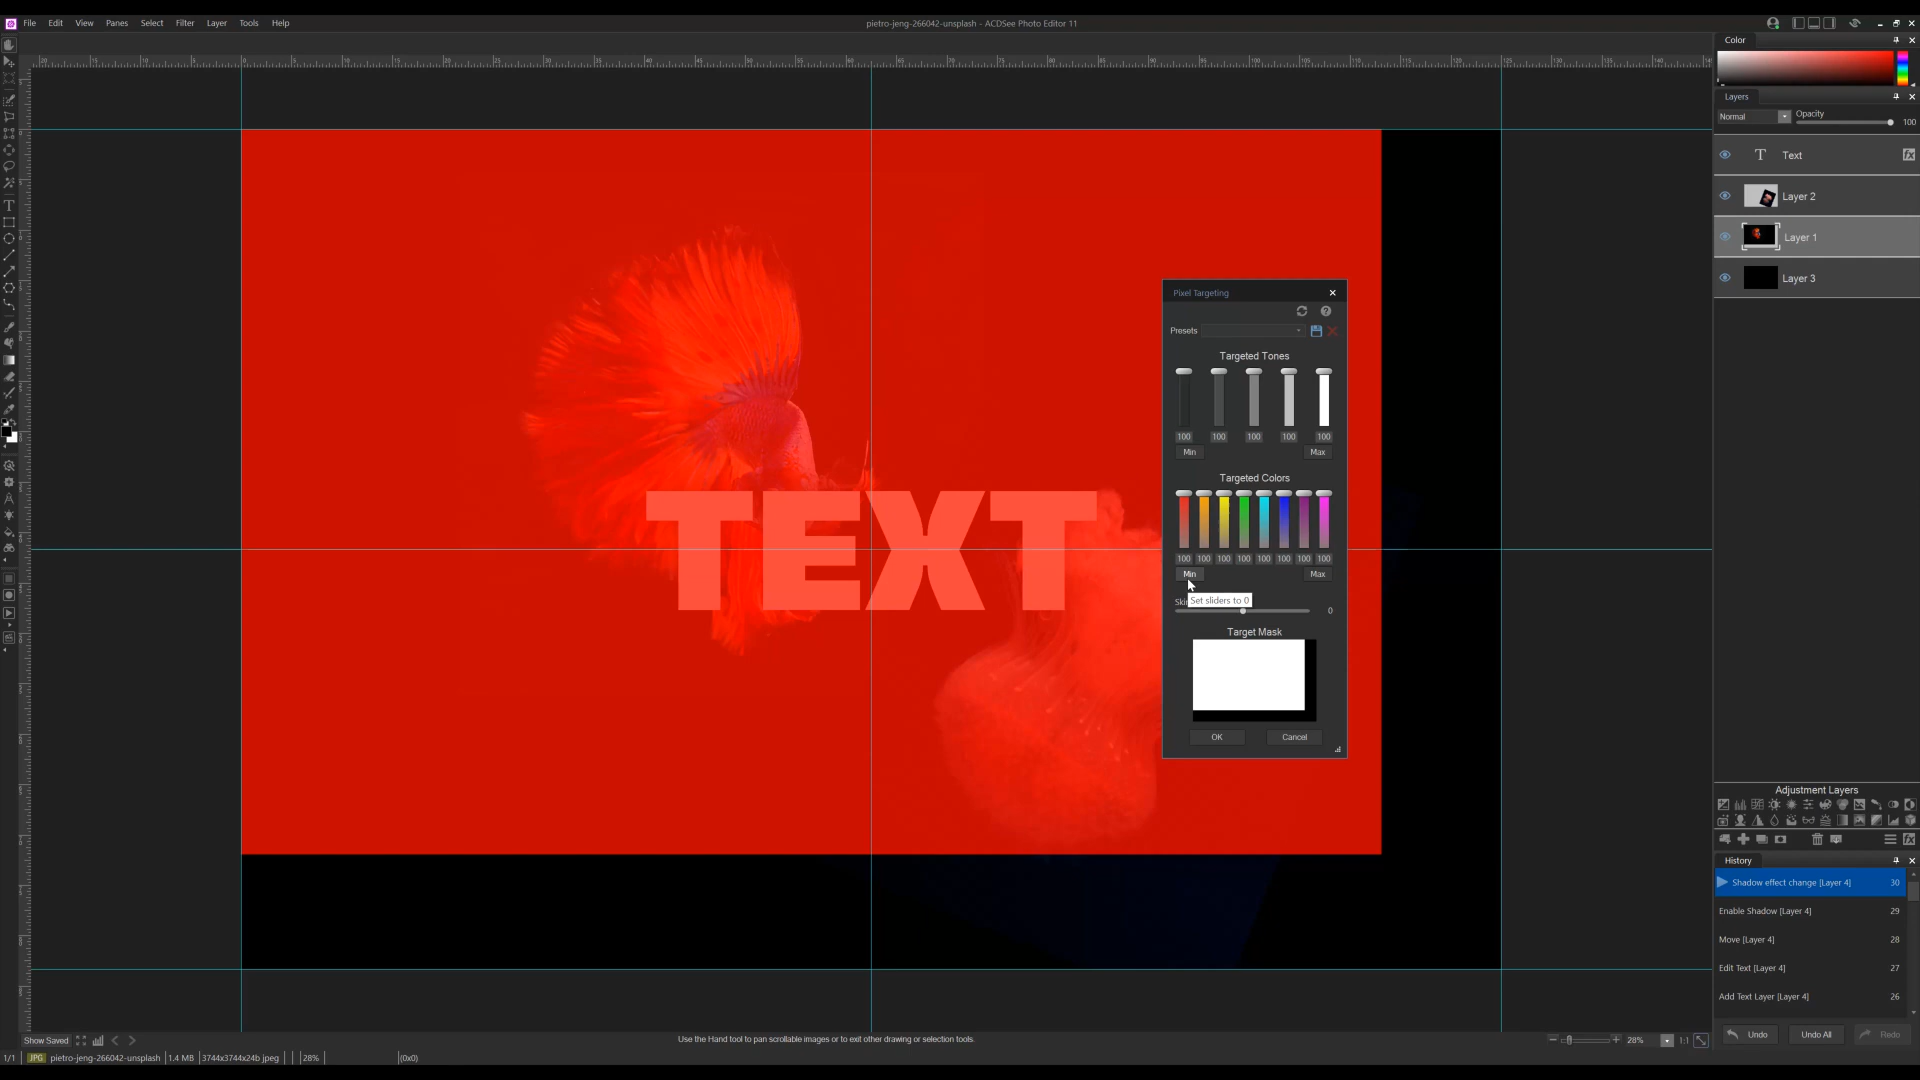 File Edit View Panes Select Filter Layer Tools Help
pietro-jeng-266042-unsplash - ACDSee Photo Editor 11
Color
Layers
Normal
Opacity
100
T Text
Layer 2
Layer 1
Layer 3
TEXT
Pixel Targeting
Presets
Targeted Tones
100 100 100 100 100
Min Max
Targeted Colors
100 100 100 100 100 100 100 100
Min Max
Set sliders to 0
0
Target Mask
OK Cancel
Adjustment Layers
History
Shadow effect change [Layer 4] 30
Enable Shadow [Layer 4] 29
Move [Layer 4] 28
Edit Text [Layer 4] 27
Add Text Layer [Layer 4] 26
Undo Undo All Redo
Show Saved
Use the Hand tool to pan scrollable images or to exit other drawing or selection tools.
28% 1:1
1/1 JPG pietro-jeng-266042-unsplash 1.4 MB 3744x3744x24b jpeg 28% (0x0)